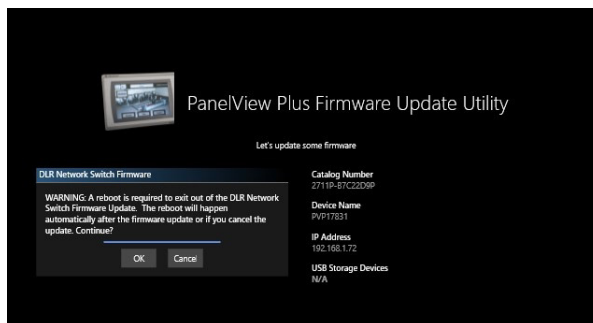 PanelView Plus Firmware Update Utility
Let's update some firmware
DLR Network Switch Firmware
WARNING: A reboot is required to exit out of the DLR Network
Switch Firmware Update. The reboot will happen
automatically after the firmware update or if you cancel the
update. Continue?
OK
Cancel
Catalog Number
2711P-B7C22D9P
Device Name
PVP17831
IP Address
192.168.1.72
USB Storage Devices
N/A